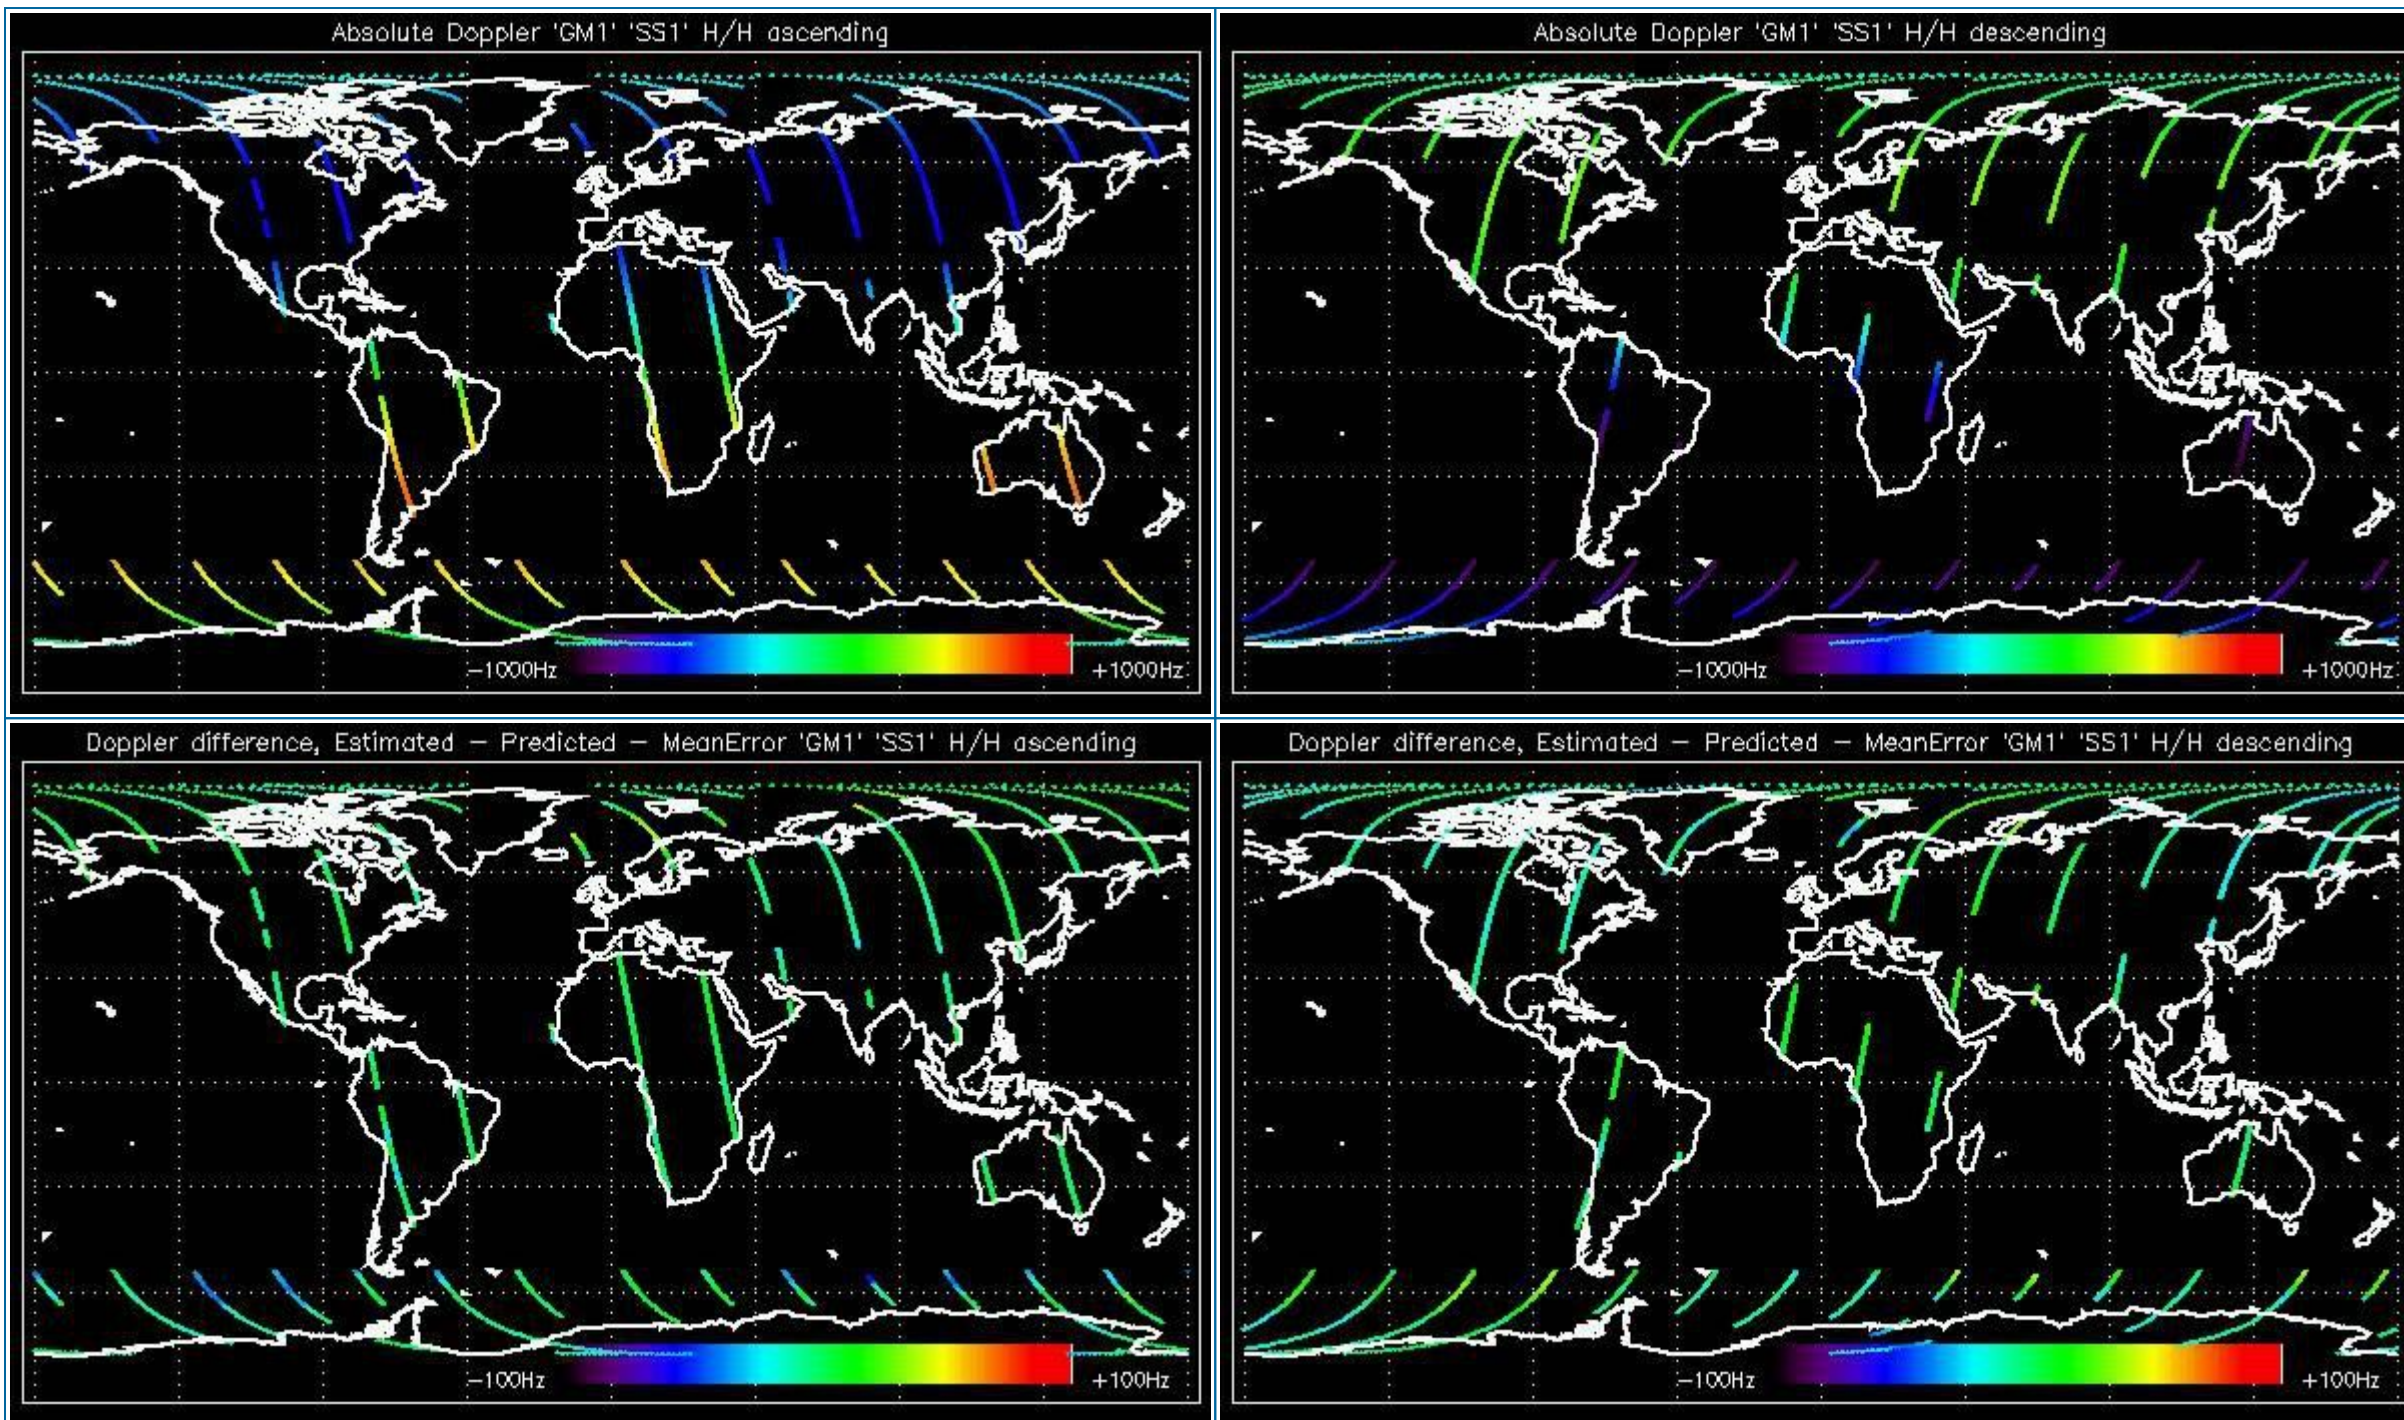 Absolute Doppler 'GM1' 'SS1' H/H ascending
−1000Hz
+1000Hz
Absolute Doppler 'GM1' 'SS1' H/H descending
−1000Hz
+1000Hz
Doppler difference, Estimated − Predicted − MeanError 'GM1' 'SS1' H/H ascending
−100Hz
+100Hz
Doppler difference, Estimated − Predicted − MeanError 'GM1' 'SS1' H/H descending
−100Hz
+100Hz